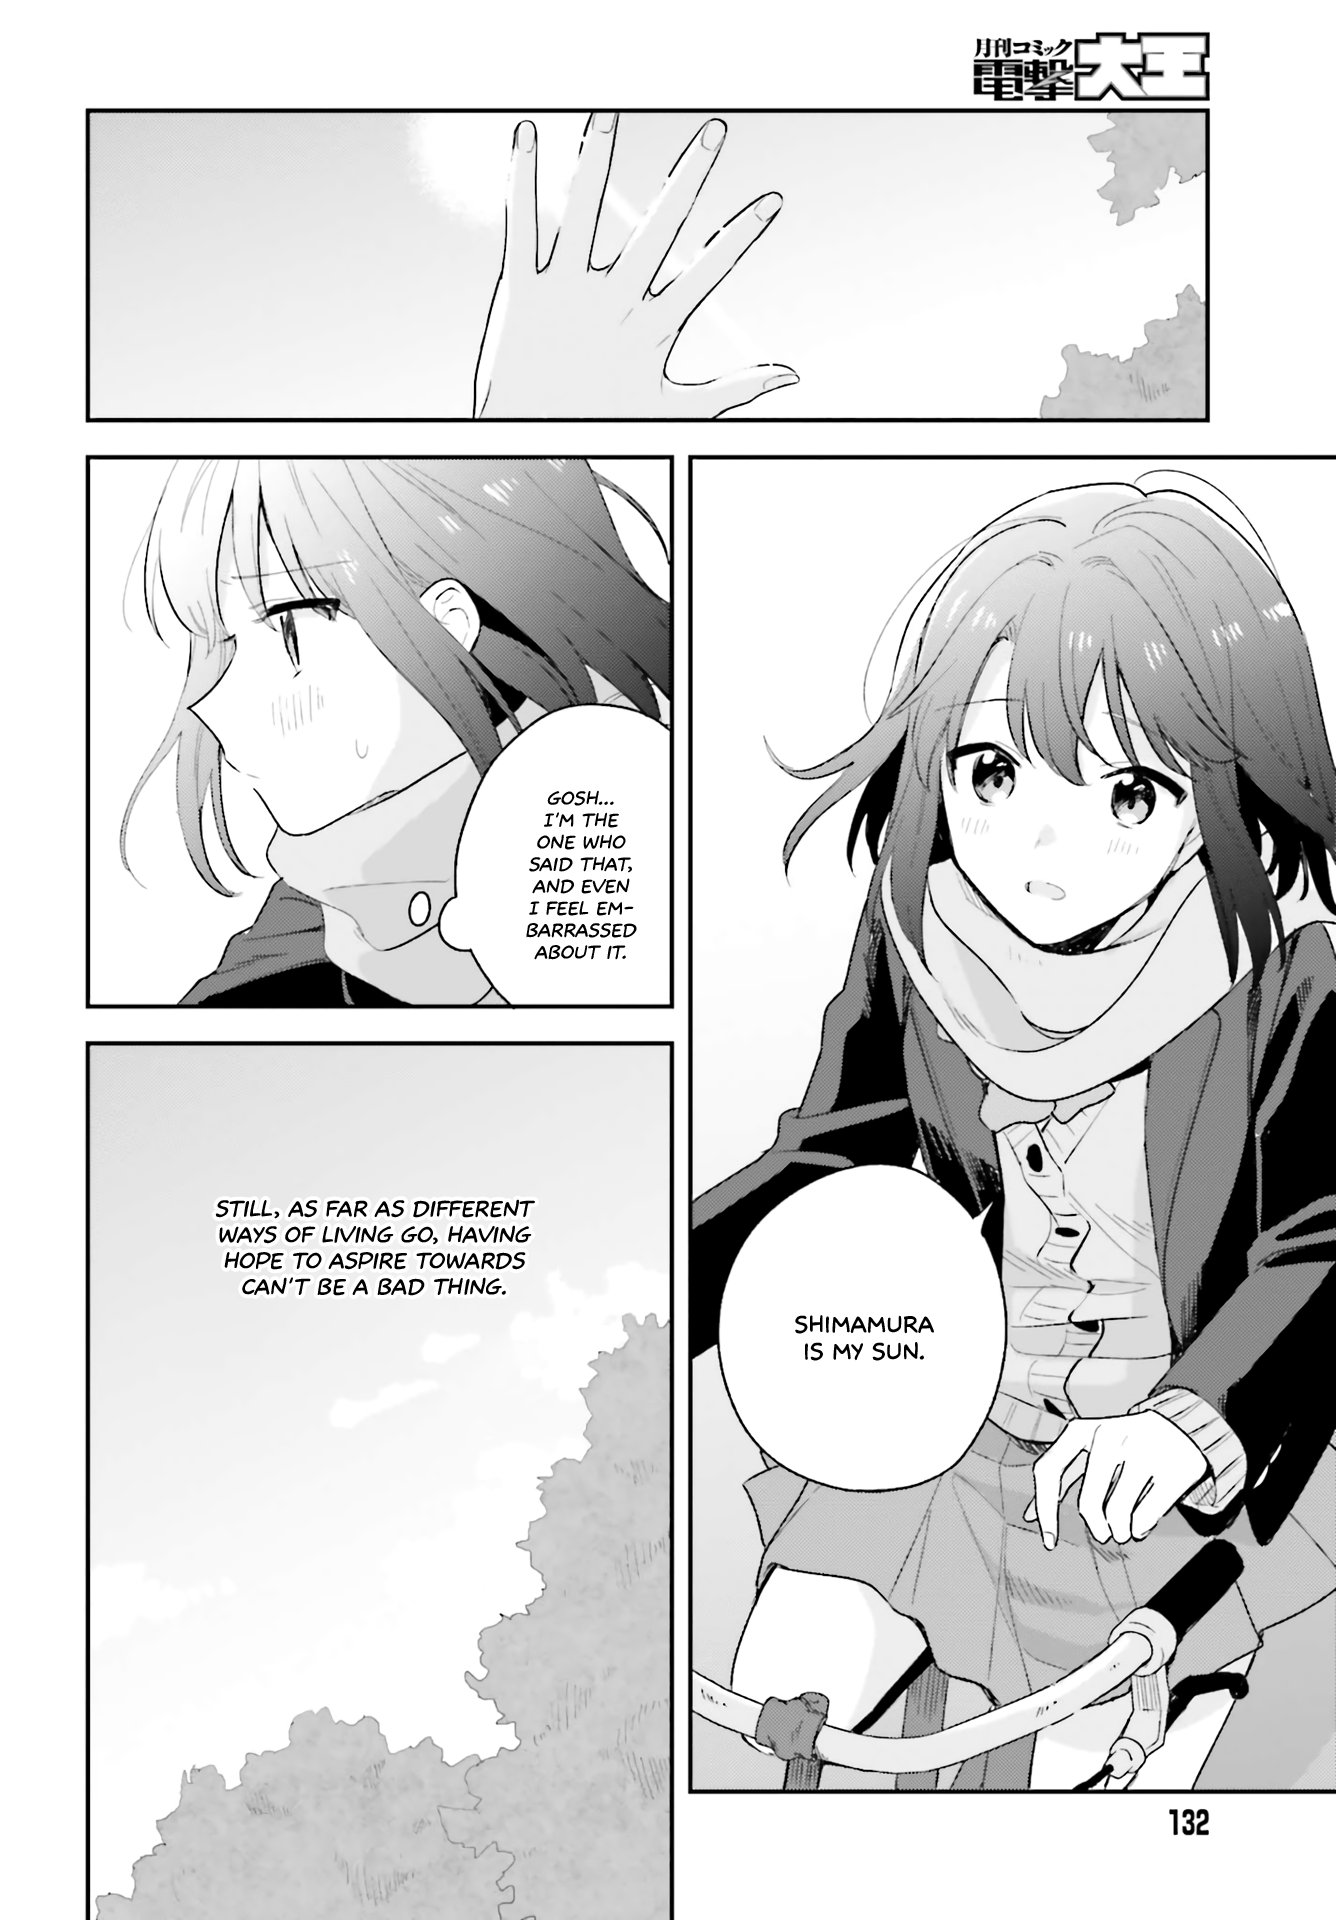 月刊コミック
電撃大王
SHIMAMURA
IS MY SUN.
GOSH...
I'M THE
ONE WHO
SAID THAT,
AND EVEN
I FEEL EM-
BARRASSED
ABOUT IT.
STILL, AS FAR AS DIFFERENT
WAYS OF LIVING GO, HAVING
HOPE TO ASPIRE TOWARDS
CAN'T BE A BAD THING.
132